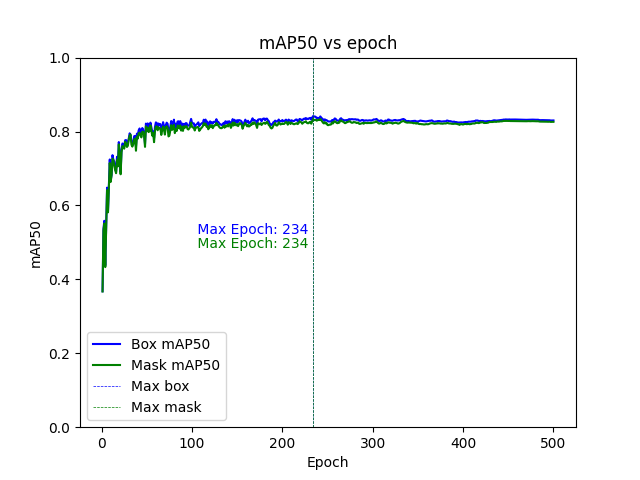 mAP50 vs epoch
1.0
0.8
0.6
0.4
0.2
0.0
mAP50
Max Epoch: 234
Max Epoch: 234
Box mAP50
Mask mAP50
Max box
Max mask
0 100 200 300 400 500
Epoch